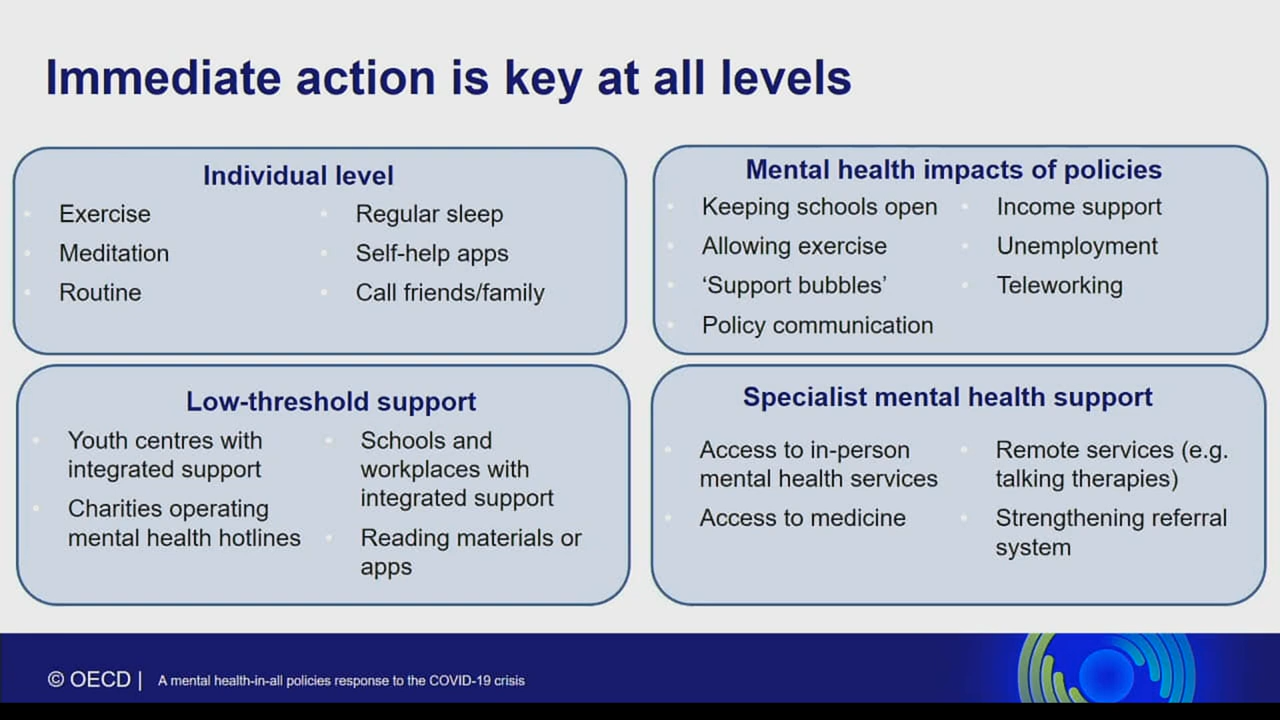 Immediate action is key at all levels
Individual level
Exercise
Meditation
Routine
Regular sleep
Self-help apps
Call friends/family
Mental health impacts of policies
Keeping schools open
Allowing exercise
‘Support bubbles’
Policy communication
Income support
Unemployment
Teleworking
Low-threshold support
Youth centres with
integrated support
Charities operating
mental health hotlines
Schools and
workplaces with
integrated support
Reading materials or
apps
Specialist mental health support
Access to in-person
mental health services
Access to medicine
Remote services (e.g.
talking therapies)
Strengthening referral
system
© OECD | A mental health-in-all policies response to the COVID-19 crisis